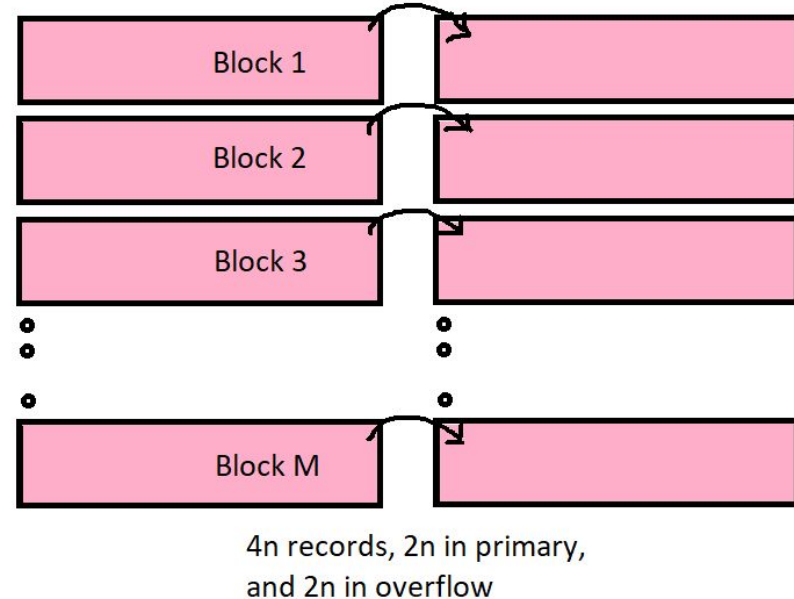 Block 1
Block 2
Block 3
Block M
4n records, 2n in primary,
and 2n in overflow